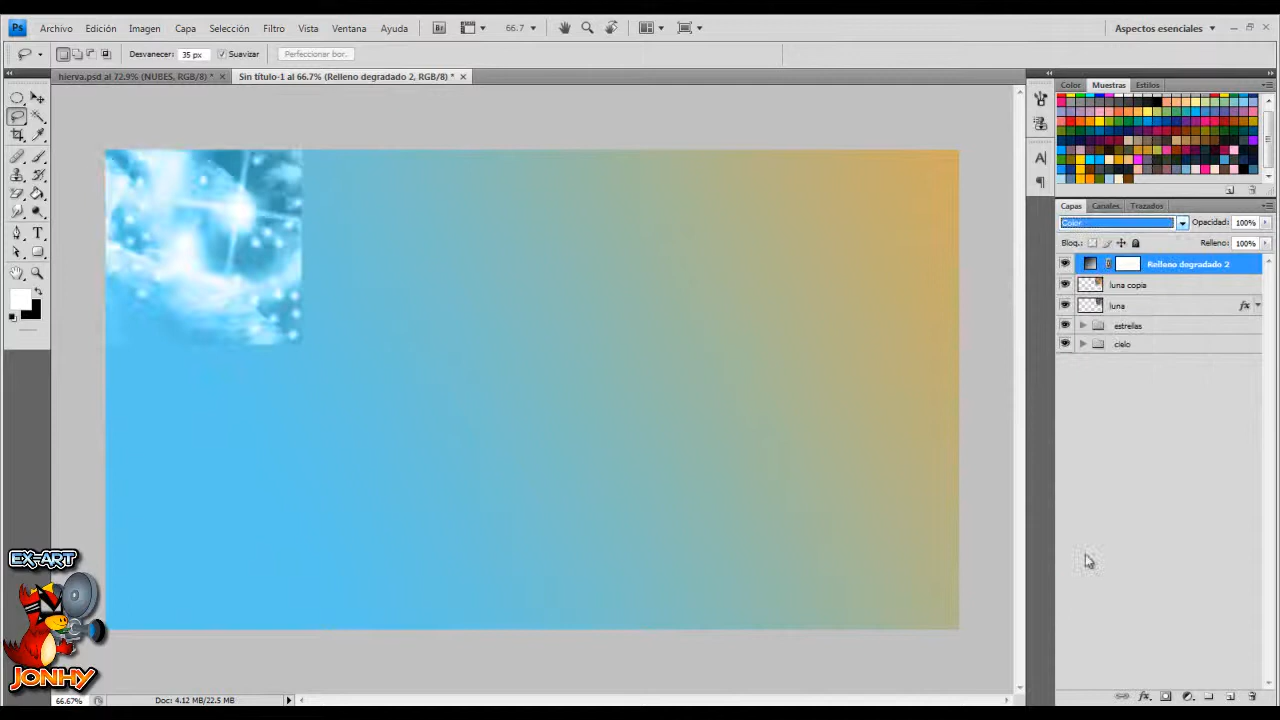 Ps Archivo Edición Imagen Capa Selección Filtro Vista Ventana Ayuda Br 66.7 Aspectos esenciales
Desvanecer: 35 px Suavizar Perfeccionar bor..
hierva.psd al 72.9% (NUBES, RGB/8) * Sin título-1 al 66.7% (Relleno degradado 2, RGB/8) *
Color Muestras Estilos
Capas Canales Trazados
Color Opacidad: 100%
Bloq.: Relleno: 100%
Relleno degradado 2
luna copia
luna fx
estrellas
cielo
EX-ART
JONHY
66.67% Doc: 4.12 MB/22.5 MB